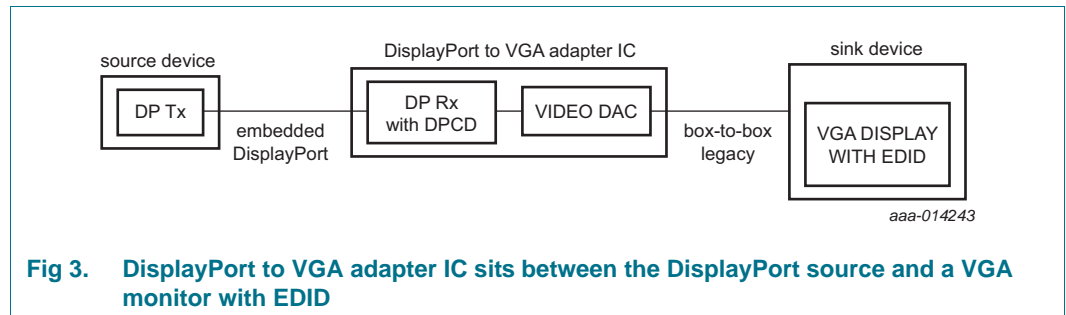 source device
DP Tx
embedded
DisplayPort
DisplayPort to VGA adapter IC
DP Rx
with DPCD
VIDEO DAC
box-to-box
legacy
sink device
VGA DISPLAY
WITH EDID
aaa-014243
Fig 3. DisplayPort to VGA adapter IC sits between the DisplayPort source and a VGA
monitor with EDID